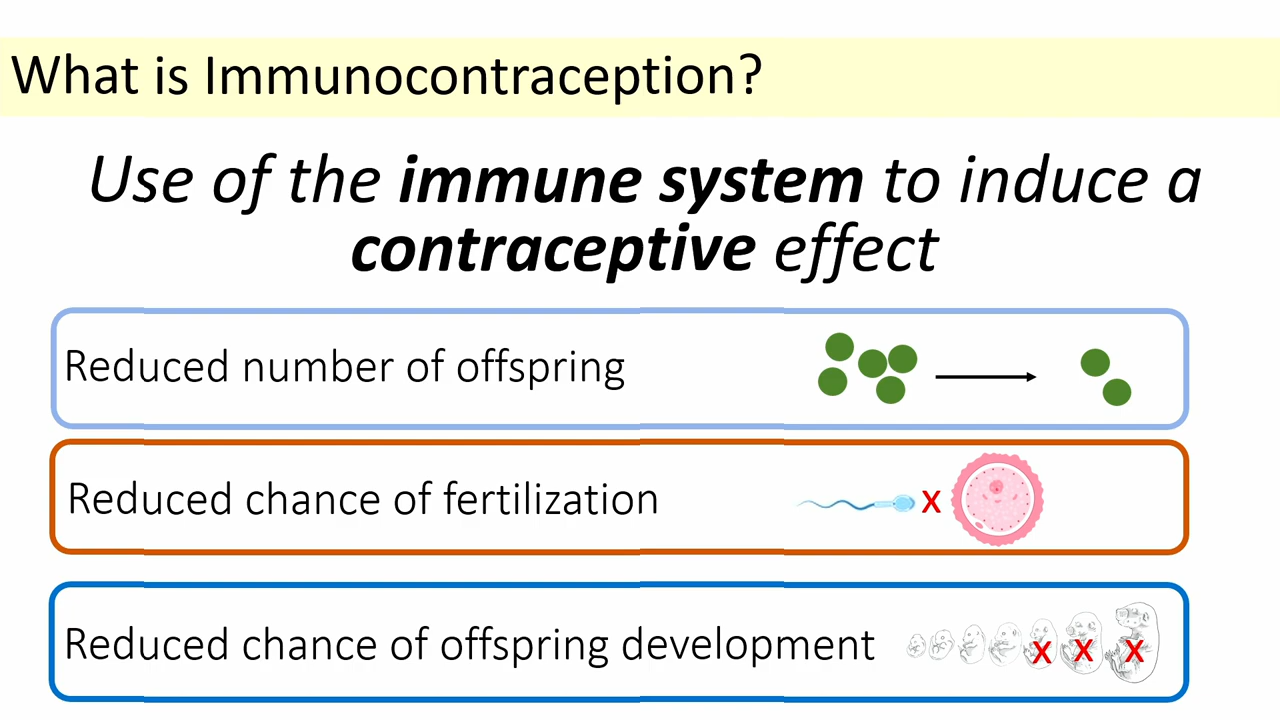 What is Immunocontraception?
Use of the immune system to induce a
contraceptive effect
Reduced number of offspring
Reduced chance of fertilization
X
Reduced chance of offspring development
X X X